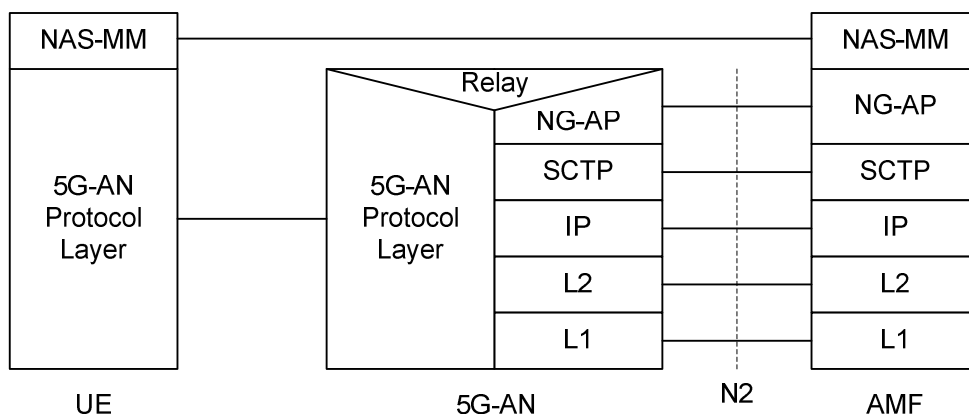 NAS-MM
5G-AN
Protocol
Layer
UE
Relay
5G-AN
Protocol
Layer
NG-AP
SCTP
IP
L2
L1
5G-AN
N2
NAS-MM
NG-AP
SCTP
IP
L2
L1
AMF